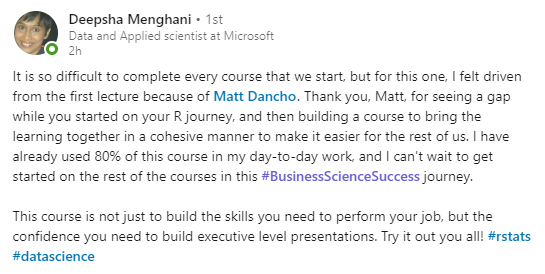 Deepsha Menghani • 1st
Data and Applied scientist at Microsoft
2h
It is so difficult to complete every course that we start, but for this one, I felt driven
from the first lecture because of Matt Dancho. Thank you, Matt, for seeing a gap
while you started on your R journey, and then building a course to bring the
learning together in a cohesive manner to make it easier for the rest of us. I have
already used 80% of this course in my day-to-day work, and I can't wait to get
started on the rest of the courses in this #BusinessScienceSuccess journey.
This course is not just to build the skills you need to perform your job, but the
confidence you need to build executive level presentations. Try it out you all! #rstats
#datascience